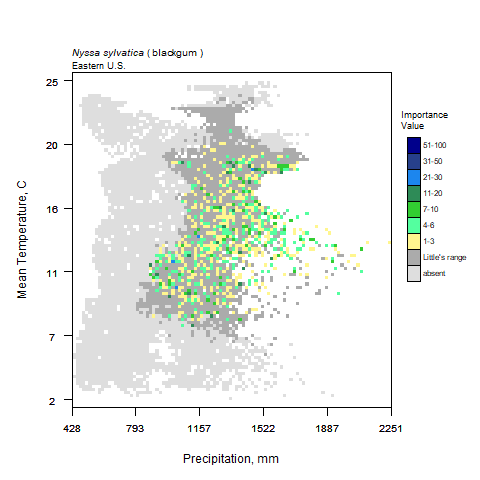 Nyssa sylvatica ( blackgum )
Eastern U.S.
25
20
16
11
7
2
Mean Temperature, C
428 793 1157 1522 1887 2251
Precipitation, mm
Importance
Value
51-100
31-50
21-30
11-20
7-10
4-6
1-3
Little's range
absent